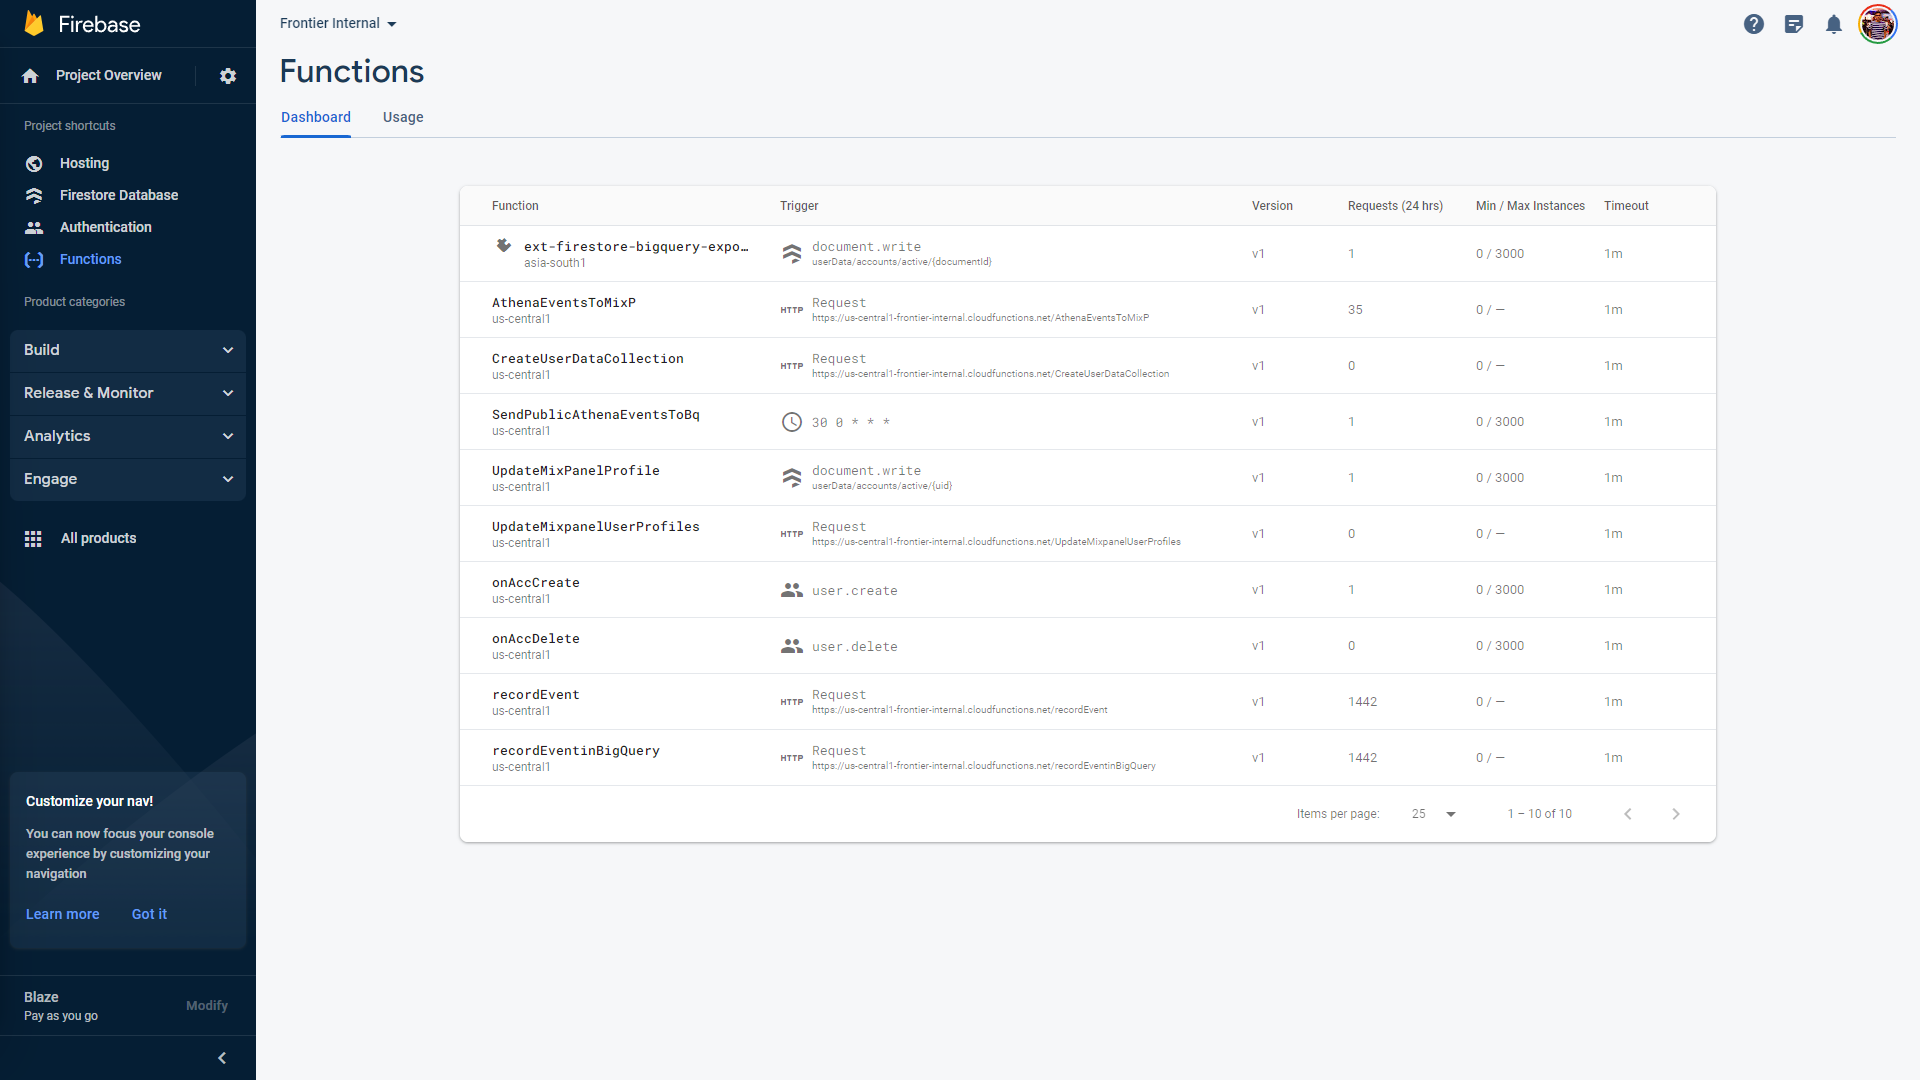 Firebase
Project Overview
Project shortcuts
Hosting
Firestore Database
Authentication
Functions
Product categories
Build
Release & Monitor
Analytics
Engage
All products
Customize your nav!
You can now focus your console
experience by customizing your
navigation
Learn more Got it
Blaze
Pay as you go
Modify
Frontier Internal
Functions
Dashboard Usage
Function Trigger Version Requests (24 hrs) Min / Max Instances Timeout
ext-firestore-bigquery-expo… document.write v1 1 0 / 3000 1m
asia-south1 userData/accounts/active/{documentId}
AthenaEventsToMixP HTTP Request v1 35 0 / — 1m
us-central1 https://us-central1-frontier-internal.cloudfunctions.net/AthenaEventsToMixP
CreateUserDataCollection HTTP Request v1 0 0 / — 1m
us-central1 https://us-central1-frontier-internal.cloudfunctions.net/CreateUserDataCollection
SendPublicAthenaEventsToBq 30 0 * * * v1 1 0 / 3000 1m
us-central1
UpdateMixPanelProfile document.write v1 1 0 / 3000 1m
us-central1 userData/accounts/active/{uid}
UpdateMixpanelUserProfiles HTTP Request v1 0 0 / — 1m
us-central1 https://us-central1-frontier-internal.cloudfunctions.net/UpdateMixpanelUserProfiles
onAccCreate user.create v1 1 0 / 3000 1m
us-central1
onAccDelete user.delete v1 0 0 / 3000 1m
us-central1
recordEvent HTTP Request v1 1442 0 / — 1m
us-central1 https://us-central1-frontier-internal.cloudfunctions.net/recordEvent
recordEventinBigQuery HTTP Request v1 1442 0 / — 1m
us-central1 https://us-central1-frontier-internal.cloudfunctions.net/recordEventinBigQuery
Items per page: 25 1 – 10 of 10